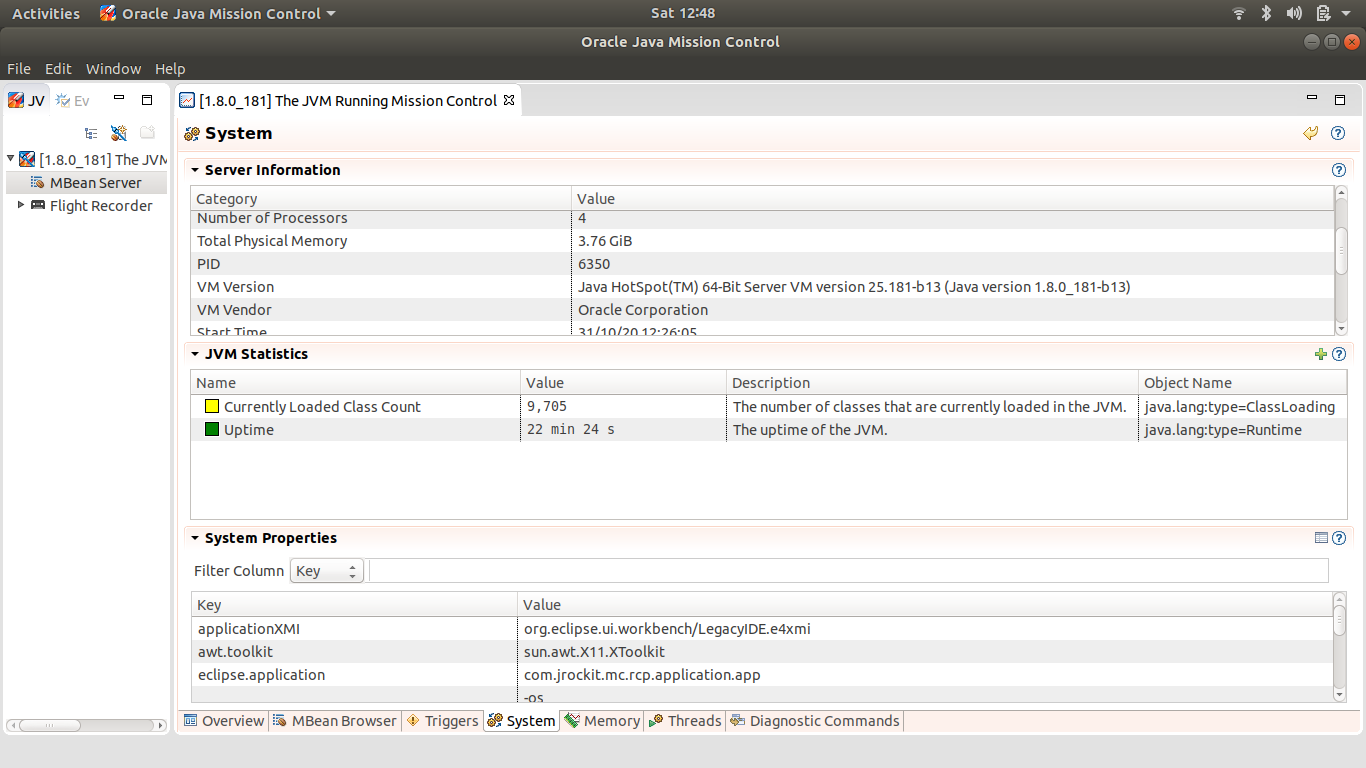 Activities Oracle Java Mission Control Sat 12:48
Oracle Java Mission Control
File Edit Window Help
JV Ev [1.8.0_181] The JVM Running Mission Control
System
[1.8.0_181] The JVM
MBean Server
Flight Recorder
Server Information
Category Value
Number of Processors 4
Total Physical Memory 3.76 GiB
PID 6350
VM Version Java HotSpot(TM) 64-Bit Server VM version 25.181-b13 (Java version 1.8.0_181-b13)
VM Vendor Oracle Corporation
Start Time 31/10/20 12:26:05
JVM Statistics
Name Value Description Object Name
Currently Loaded Class Count 9,705 The number of classes that are currently loaded in the JVM. java.lang:type=ClassLoading
Uptime 22 min 24 s The uptime of the JVM. java.lang:type=Runtime
System Properties
Filter Column Key
Key Value
applicationXMI org.eclipse.ui.workbench/LegacyIDE.e4xmi
awt.toolkit sun.awt.X11.XToolkit
eclipse.application com.jrockit.mc.rcp.application.app
-os
Overview MBean Browser Triggers System Memory Threads Diagnostic Commands